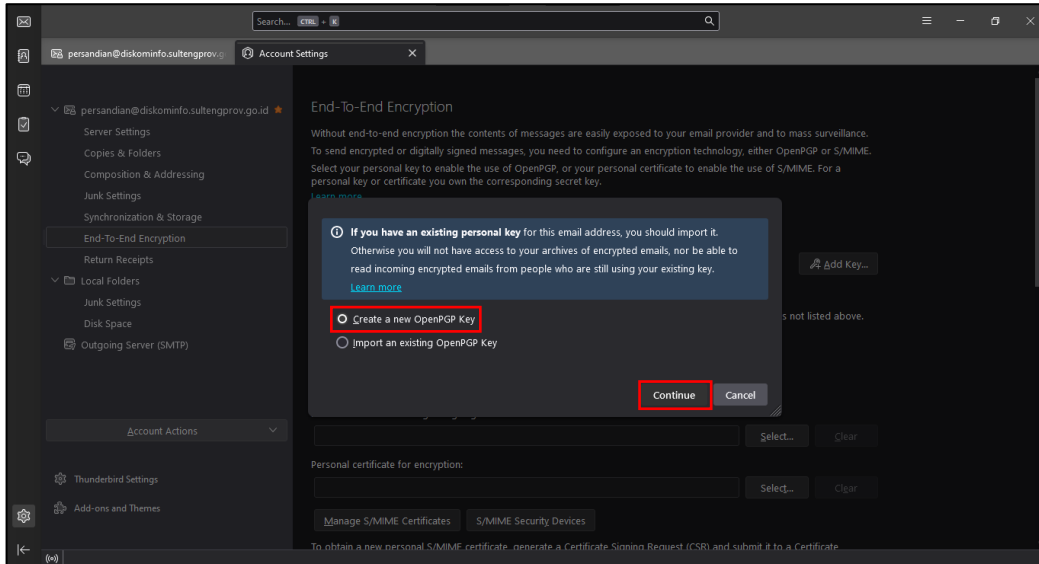 Search... CTRL + K
persandian@diskominfo.sultengprov.g
Account Settings
persandian@diskominfo.sultengprov.go.id
Server Settings
Copies & Folders
Composition & Addressing
Junk Settings
Synchronization & Storage
End-To-End Encryption
Return Receipts
Local Folders
Junk Settings
Disk Space
Outgoing Server (SMTP)
Account Actions
Thunderbird Settings
Add-ons and Themes
End-To-End Encryption
Without end-to-end encryption the contents of messages are easily exposed to your email provider and to mass surveillance.
To send encrypted or digitally signed messages, you need to configure an encryption technology, either OpenPGP or S/MIME.
Select your personal key to enable the use of OpenPGP, or your personal certificate to enable the use of S/MIME. For a
personal key or certificate you own the corresponding secret key.
Learn more
If you have an existing personal key for this email address, you should import it.
Otherwise you will not have access to your archives of encrypted emails, nor be able to
read incoming encrypted emails from people who are still using your existing key.
Learn more
Add Key...
Create a new OpenPGP Key
s not listed above.
Import an existing OpenPGP Key
Continue Cancel
Select... Clear
Personal certificate for encryption:
Select... Clear
Manage S/MIME Certificates S/MIME Security Devices
To obtain a new personal S/MIME certificate, generate a Certificate Signing Request (CSR) and submit it to a Certificate